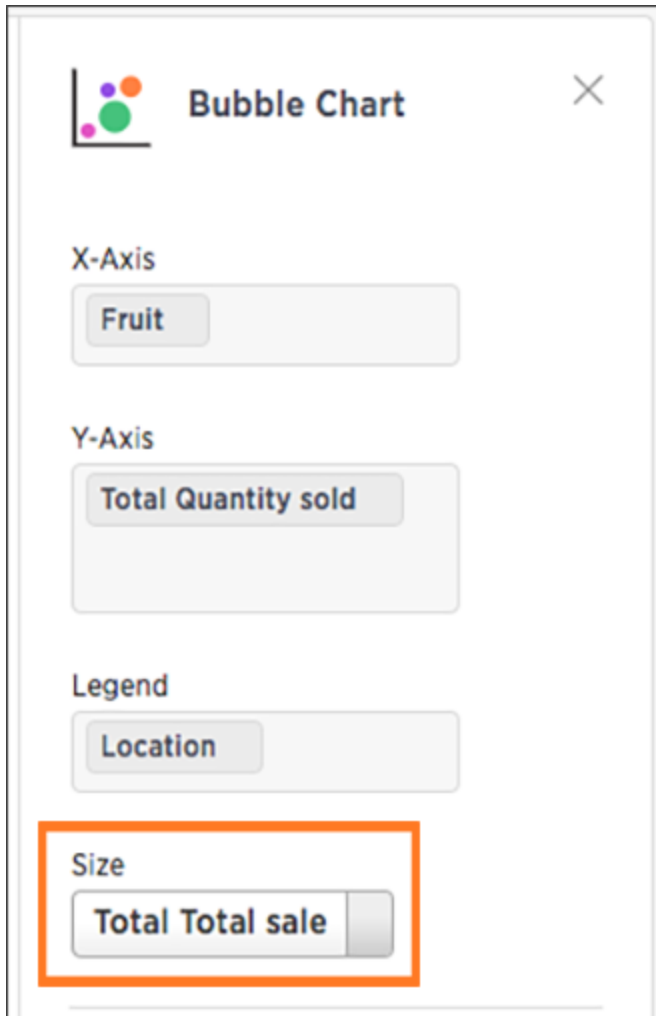 Bubble Chart
X-Axis
Fruit
Y-Axis
Total Quantity sold
Legend
Location
Size
Total Total sale